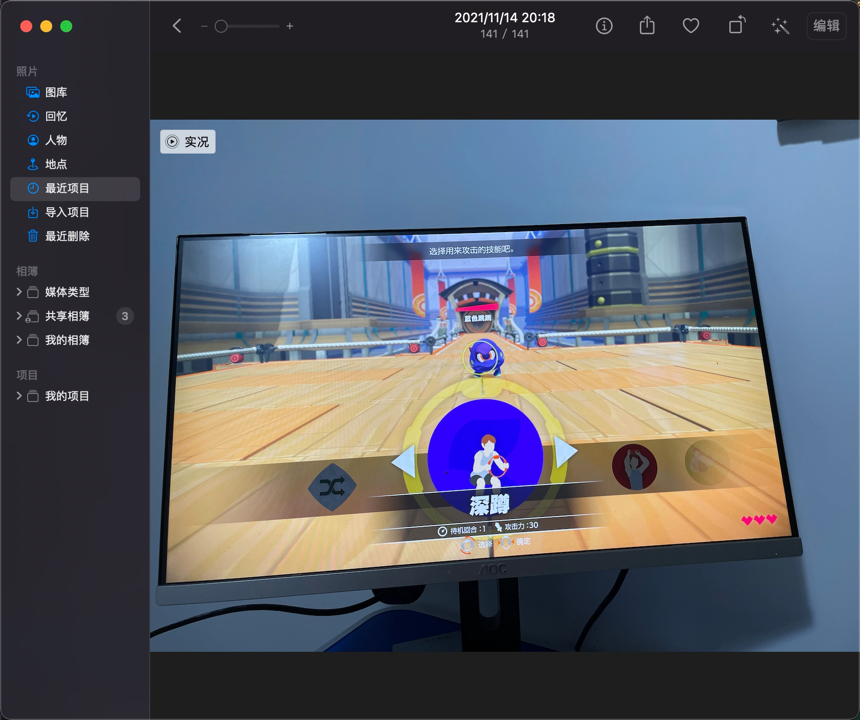 2021/11/14 20:18
141 / 141
编辑
照片
图库
回忆
人物
地点
最近项目
导入项目
最近删除
相簿
媒体类型
共享相簿
3
我的相簿
项目
我的项目
实况
选择用来攻击的技能吧。
蓝色跳跳
深蹲
待机回合:1 攻击力:30
选择 确定
AOC